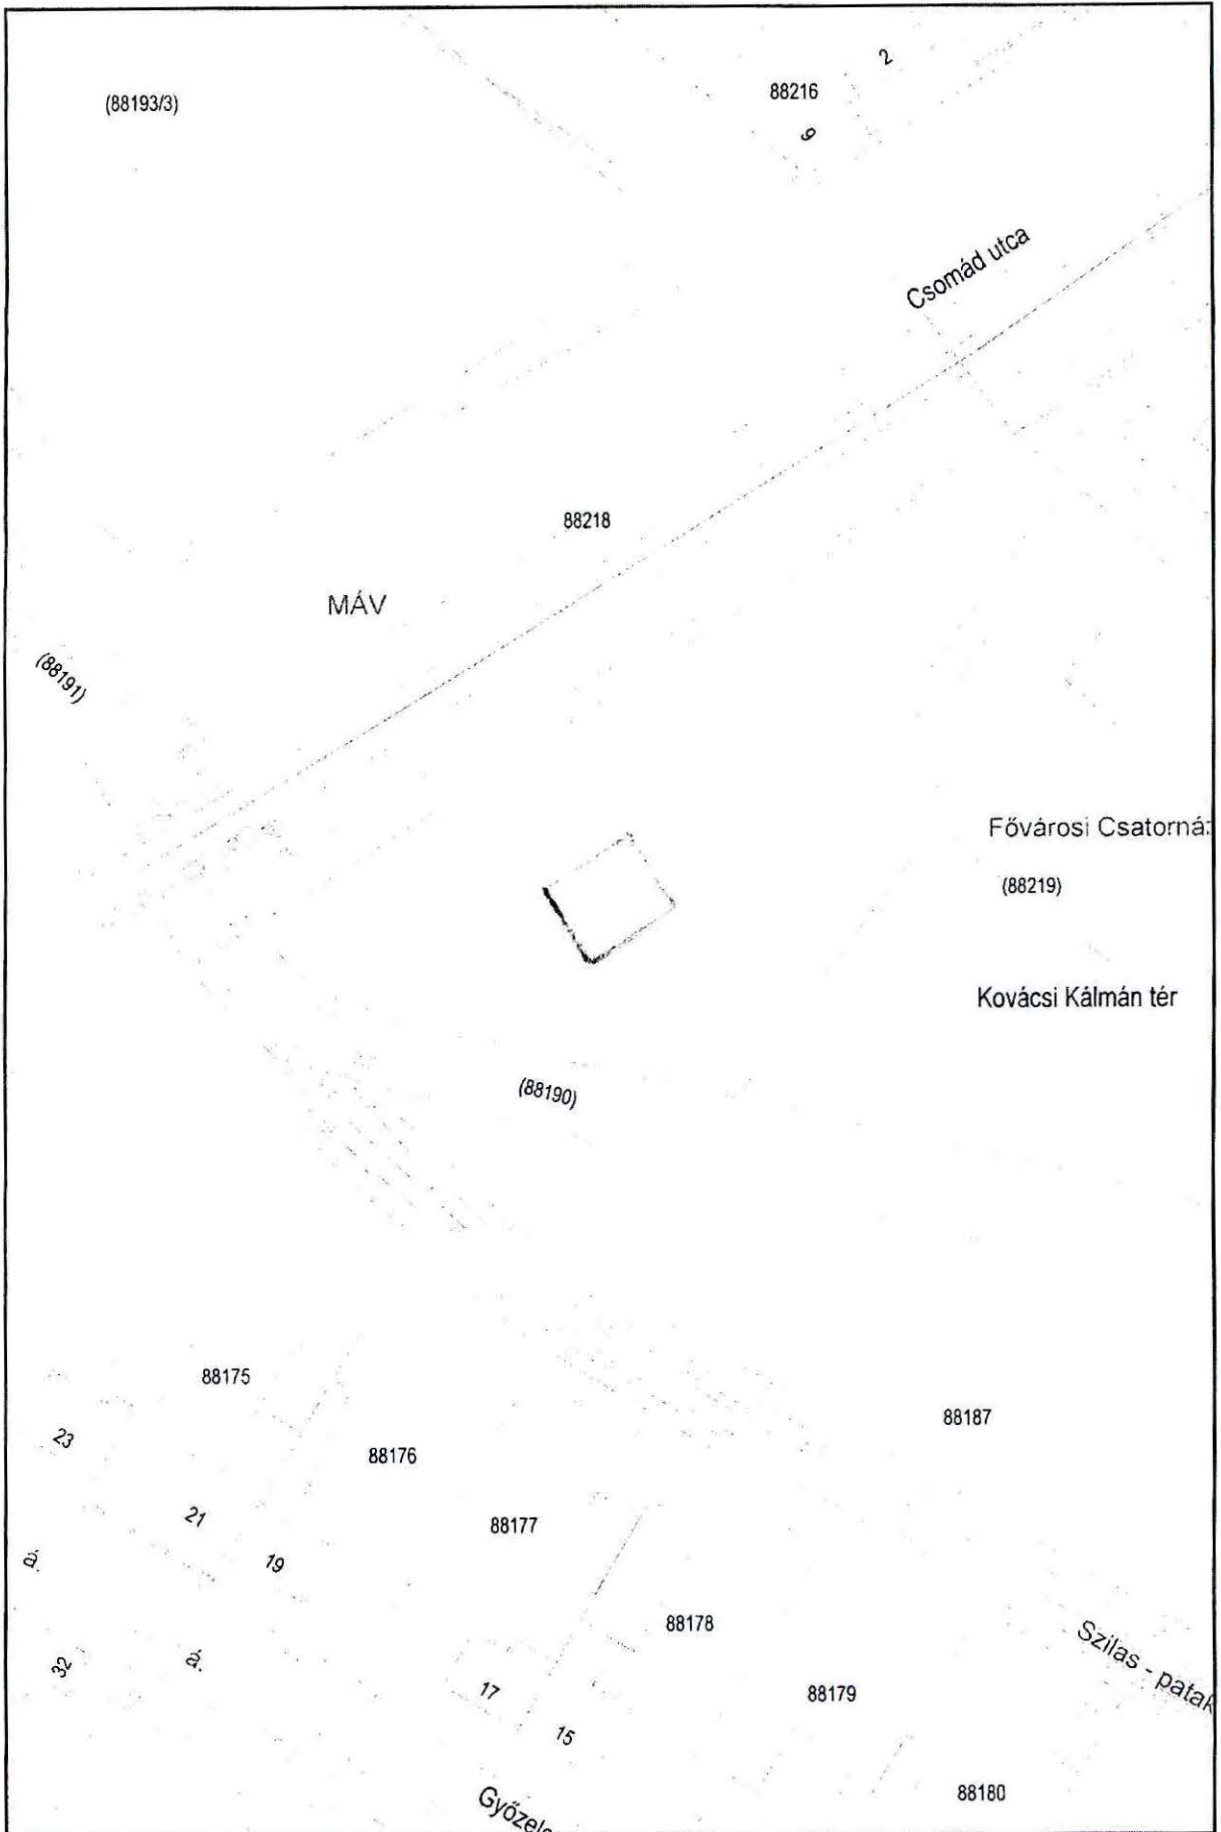 2
88216
(88193/3)
9
Csomád utca
88218
MÁV
(88191)
Fővárosi Csatorná
(88219)
Kovácsi Kálmán tér
(88190)
88175
88187
23
88176
21
88177
19
á.
88178
Szilas - patak
á.
32
17
88179
15
88180
Győzel